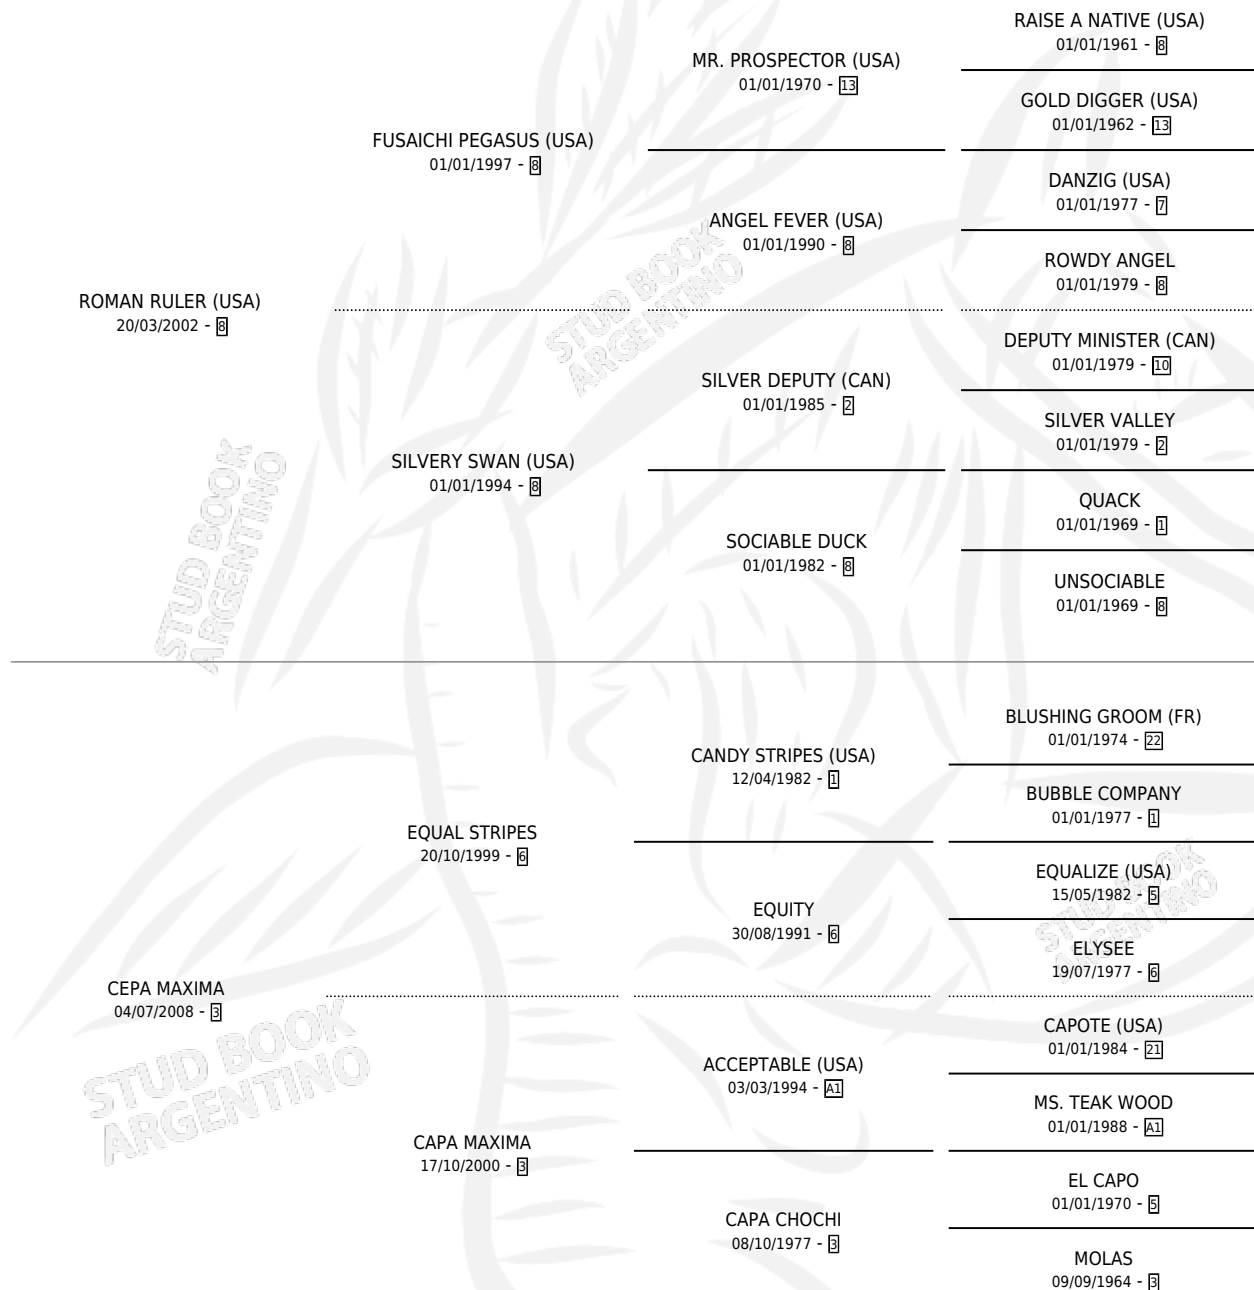 RAISE A NATIVE (USA)
01/01/1961 - 8
MR. PROSPECTOR (USA)
01/01/1970 - 13
GOLD DIGGER (USA)
01/01/1962 - 13
FUSAICHI PEGASUS (USA)
01/01/1997 - 8
DANZIG (USA)
01/01/1977 - 7
ANGEL FEVER (USA)
01/01/1990 - 8
ROWDY ANGEL
01/01/1979 - 8
ROMAN RULER (USA)
20/03/2002 - 8
DEPUTY MINISTER (CAN)
01/01/1979 - 10
SILVER DEPUTY (CAN)
01/01/1985 - 2
SILVER VALLEY
01/01/1979 - 2
SILVERY SWAN (USA)
01/01/1994 - 8
QUACK
01/01/1969 - 1
SOCIABLE DUCK
01/01/1982 - 8
UNSOCIABLE
01/01/1969 - 8
BLUSHING GROOM (FR)
01/01/1974 - 22
CANDY STRIPES (USA)
12/04/1982 - 1
BUBBLE COMPANY
01/01/1977 - 1
EQUAL STRIPES
20/10/1999 - 6
EQUALIZE (USA)
15/05/1982 - 5
EQUITY
30/08/1991 - 6
ELYSEE
19/07/1977 - 6
CEPA MAXIMA
04/07/2008 - 3
CAPOTE (USA)
01/01/1984 - 21
ACCEPTABLE (USA)
03/03/1994 - A1
MS. TEAK WOOD
01/01/1988 - A1
CAPA MAXIMA
17/10/2000 - 3
EL CAPO
01/01/1970 - 5
CAPA CHOCHI
08/10/1977 - 3
MOLAS
09/09/1964 - 3
STUD BOOK
ARGENTINO
STUD BOOK
ARGENTINO
STUD BOOK
ARGENTINO
STUD BOOK
ARGENTINO